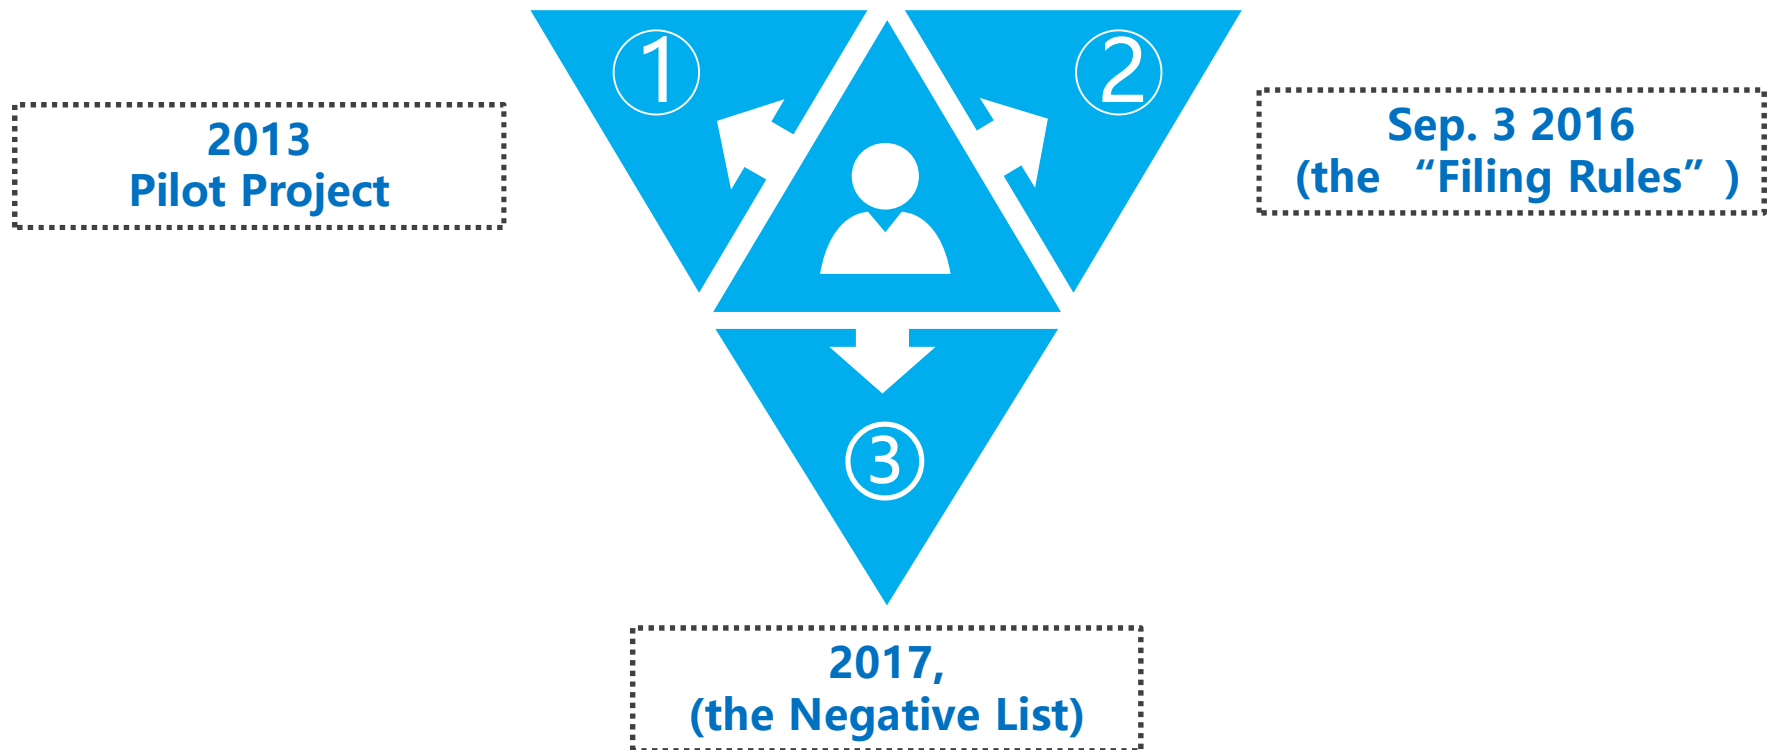 ①
②
2013
Pilot Project
Sep. 3 2016
(the “Filing Rules” )
③
2017,
(the Negative List)